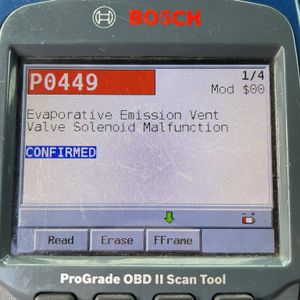 BOSCH
P0449
1/4
Mod $00
Evaporative Emission Vent
Valve Solenoid Malfunction
CONFIRMED
Read Erase FFrame
ProGrade OBD II Scan Tool